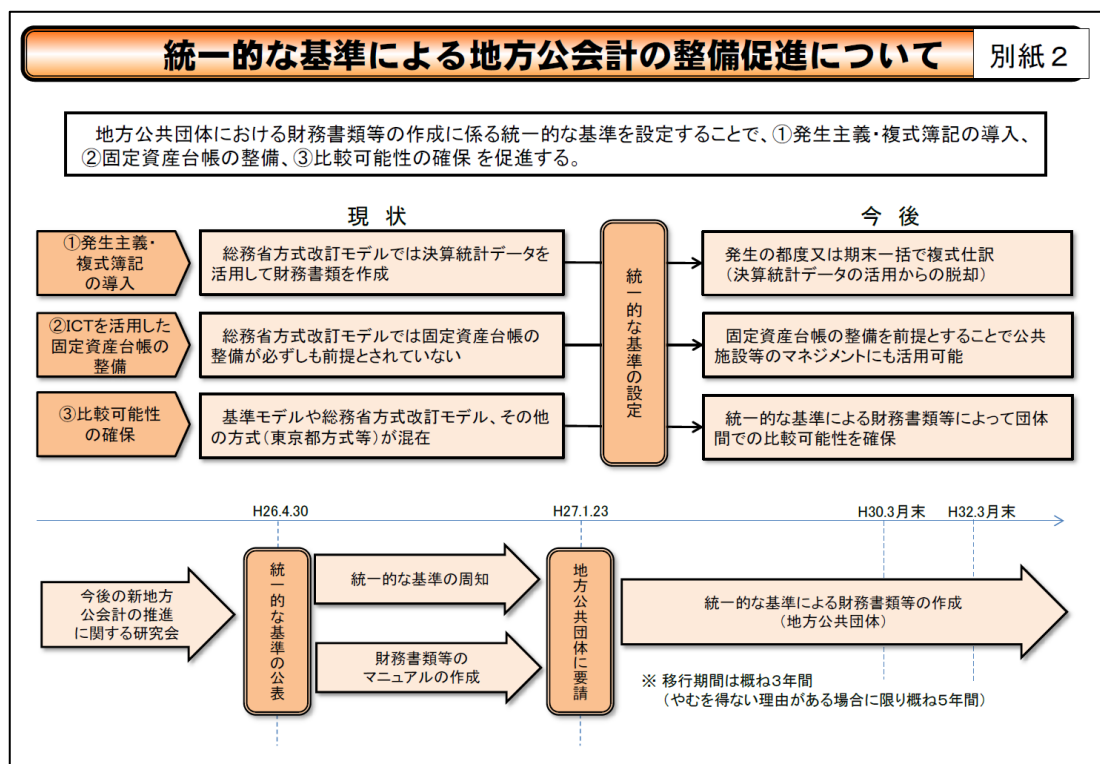 統一的な基準による地方公会計の整備促進について
別紙２
地方公共団体における財務書類等の作成に係る統一的な基準を設定することで、①発生主義・複式簿記の導入、
②固定資産台帳の整備、③比較可能性の確保 を促進する。
現 状
今 後
①発生主義・
複式簿記
の導入
総務省方式改訂モデルでは決算統計データを
活用して財務書類を作成
統一的な基準の設定
発生の都度又は期末一括で複式仕訳
（決算統計データの活用からの脱却）
②ICTを活用した
固定資産台帳の
整備
総務省方式改訂モデルでは固定資産台帳の
整備が必ずしも前提とされていない
固定資産台帳の整備を前提とすることで公共
施設等のマネジメントにも活用可能
③比較可能性
の確保
基準モデルや総務省方式改訂モデル、その他
の方式（東京都方式等）が混在
統一的な基準による財務書類等によって団体
間での比較可能性を確保
H26.4.30
H27.1.23
H30.3月末
H32.3月末
今後の新地方
公会計の推進
に関する研究会
統一的な基準の公表
統一的な基準の周知
財務書類等の
マニュアルの作成
地方公共団体に要請
統一的な基準による財務書類等の作成
（地方公共団体）
※ 移行期間は概ね３年間
（やむを得ない理由がある場合に限り概ね５年間）